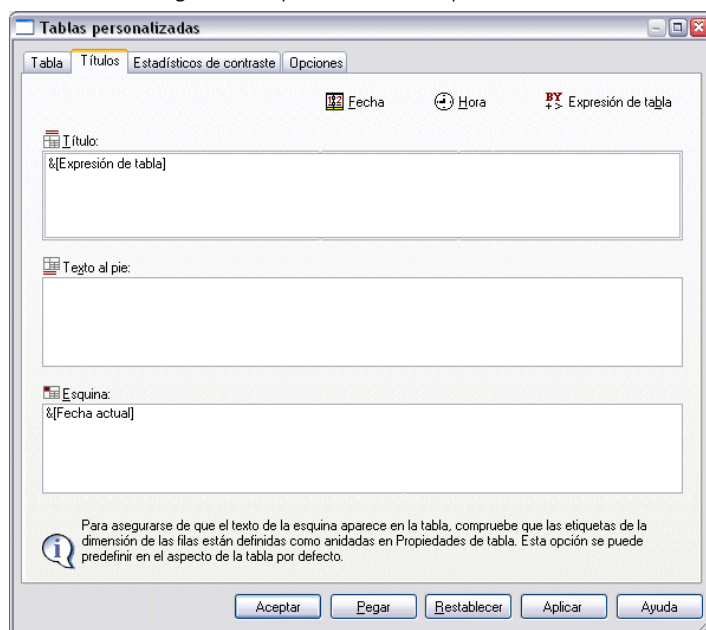 Tablas personalizadas
Tabla Títulos Estadísticos de contraste Opciones
Fecha Hora BY +> Expresión de tabla
Título:
&[Expresión de tabla]
Texto al pie:
Esquina:
&[Fecha actual]
Para asegurarse de que el texto de la esquina aparece en la tabla, compruebe que las etiquetas de la
dimensión de las filas están definidas como anidadas en Propiedades de tabla. Esta opción se puede
predefinir en el aspecto de la tabla por defecto.
Aceptar Pegar Restablecer Aplicar Ayuda